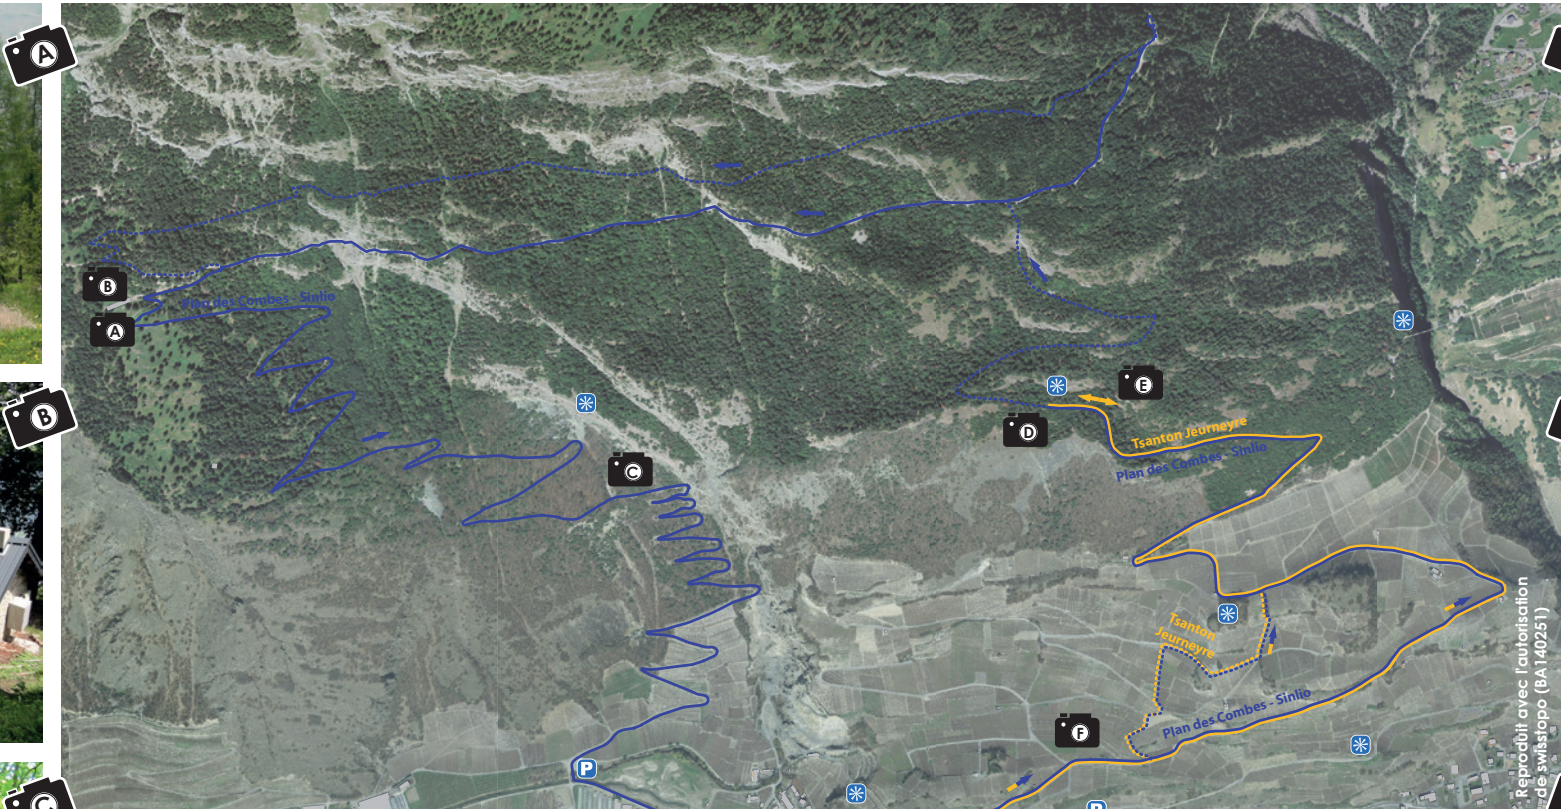 A
B
C
Plan des Combes - Sinlio
B
A
C
D
E
Tsanton Jeurneyre
Plan des Combes - Sinlio
Tsanton
Jeurneyre
Plan des Combes - Sinlio
F
P
P
Reproduit avec l'autorisation
de swisstopo (BA140251)